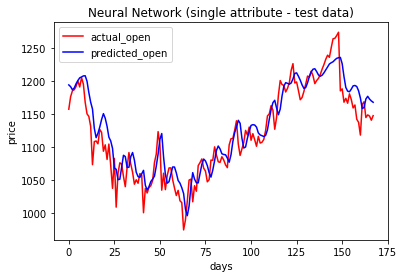 Neural Network (single attribute - test data)
actual_open
predicted_open
price
1250
1200
1150
1100
1050
1000
0 25 50 75 100 125 150 175
days